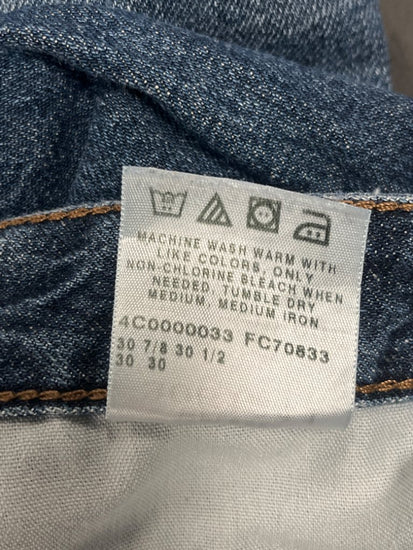 MACHINE WASH WARM WITH
LIKE COLORS, ONLY
NON-CHLORINE BLEACH WHEN
NEEDED, TUMBLE DRY
MEDIUM, MEDIUM IRON
4C0000033 FC70833
30 7/8 30 1/2
30 30